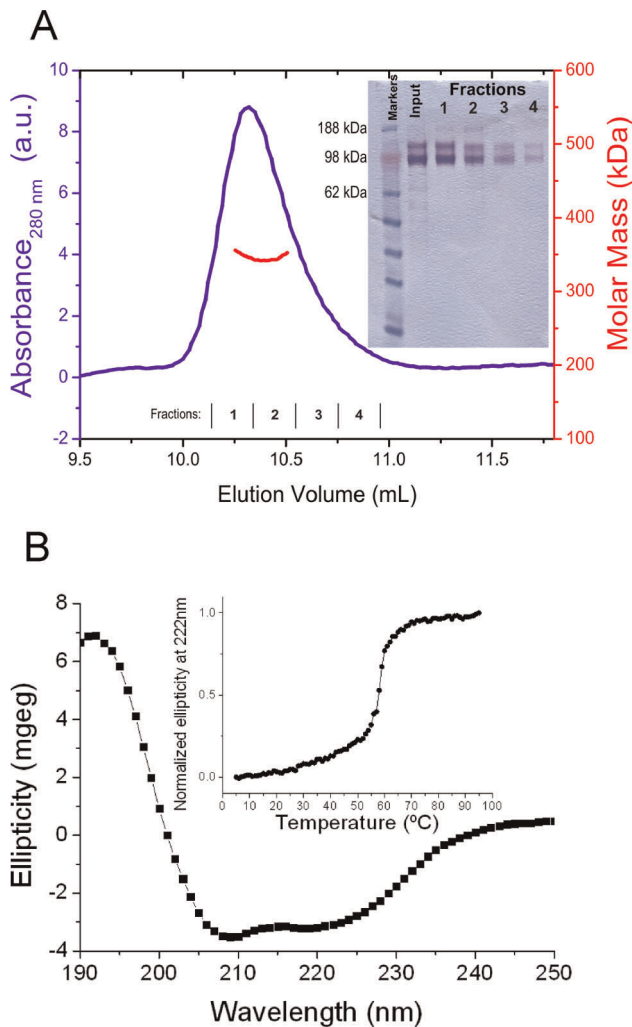 A
Absorbance280 nm (a.u.)
10
8
6
4
2
0
-2
Molar Mass (kDa)
600
500
400
300
200
100
Markers
Input
Fractions
1 2 3 4
188 kDa
98 kDa
62 kDa
Fractions: 1 2 3 4
9.5 10.0 10.5 11.0 11.5
Elution Volume (mL)
B
Ellipticity (mgeg)
8
6
4
2
0
-2
-4
Normalized ellipticity at 222nm
1.0
0.5
0.0
0 10 20 30 40 50 60 70 80 90 100
Temperature (ºC)
190 200 210 220 230 240 250
Wavelength (nm)